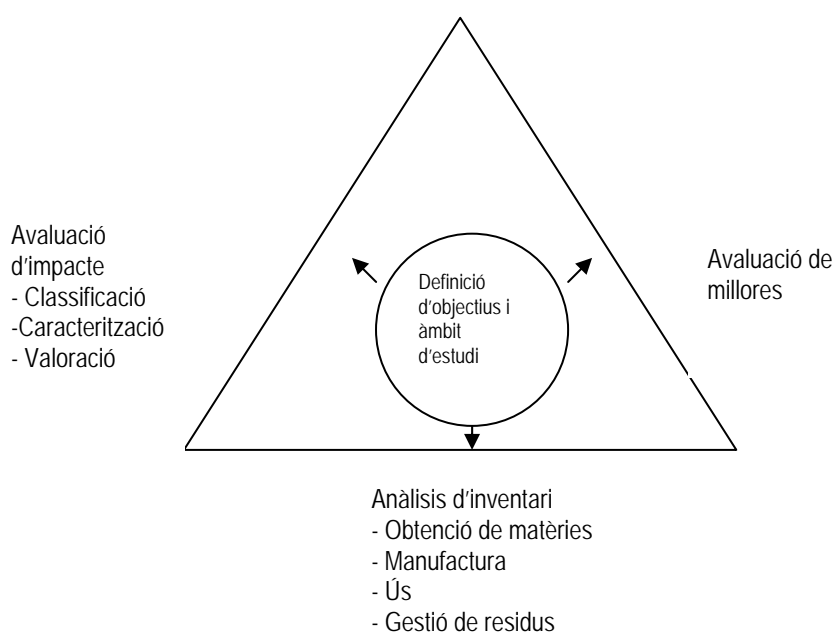 Avaluació
d'impacte
- Classificació
-Caracterització
- Valoració
Definició
d'objectius i
àmbit
d'estudi
Avaluació de
millores
Anàlisis d'inventari
- Obtenció de matèries
- Manufactura
- Ús
- Gestió de residus